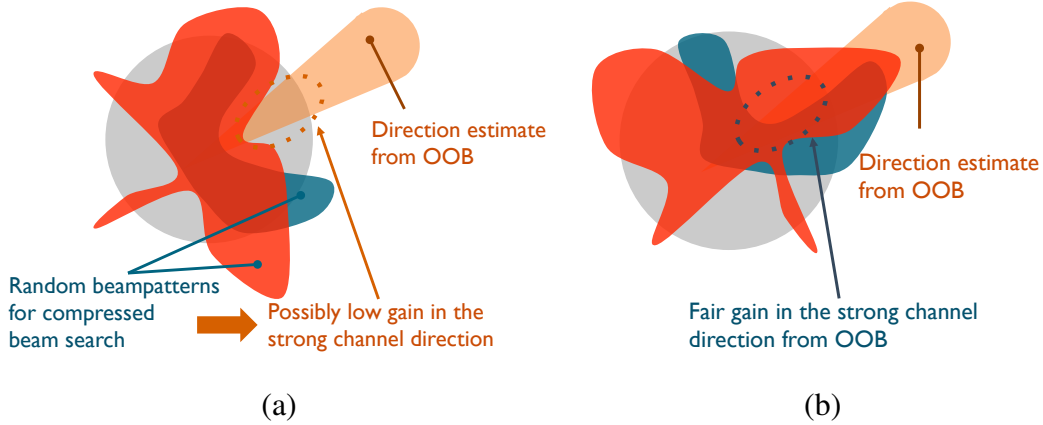 Direction estimate
from OOB
Random beampatterns
for compressed
beam search
Possibly low gain in the
strong channel direction
(a)
Direction estimate
from OOB
Fair gain in the strong channel
direction from OOB
(b)